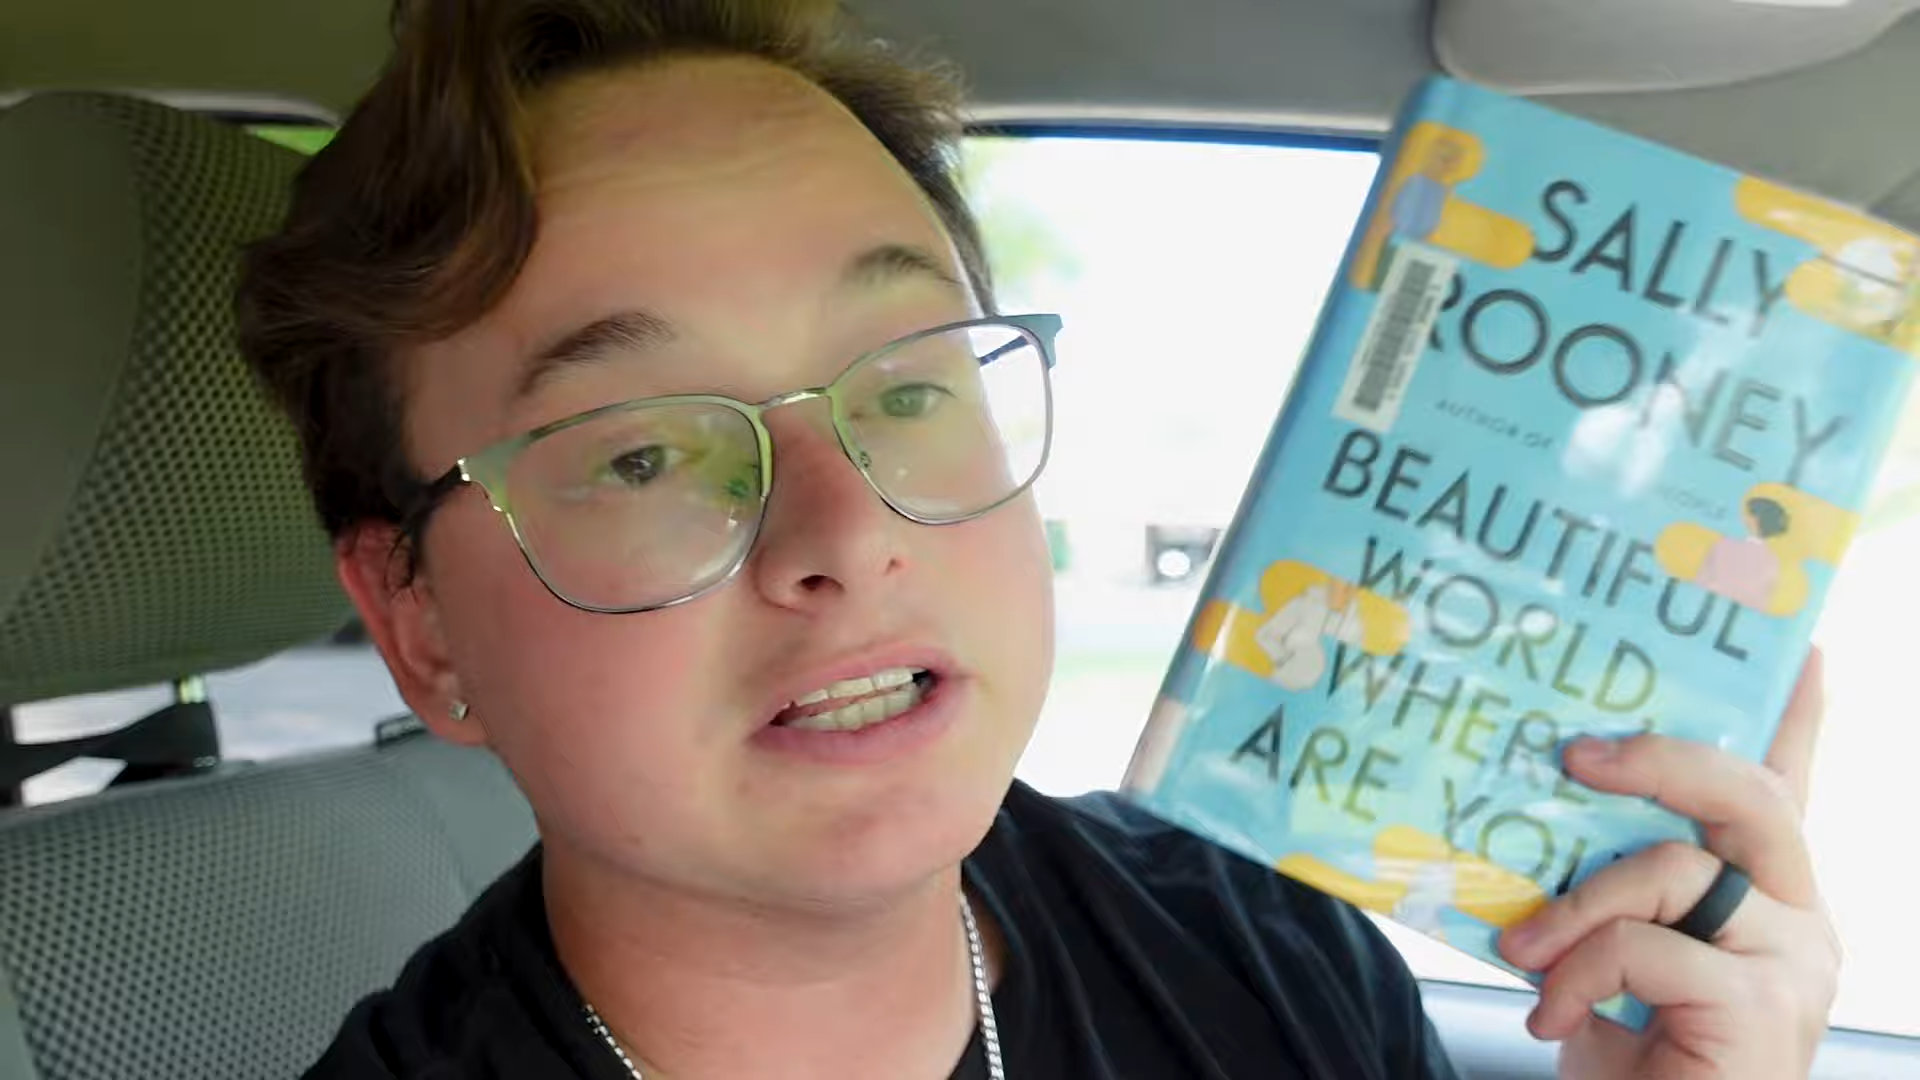 SALLY
ROONEY
AUTHOR OF
BEAUTIFUL
WORLD,
WHERE
ARE YOU